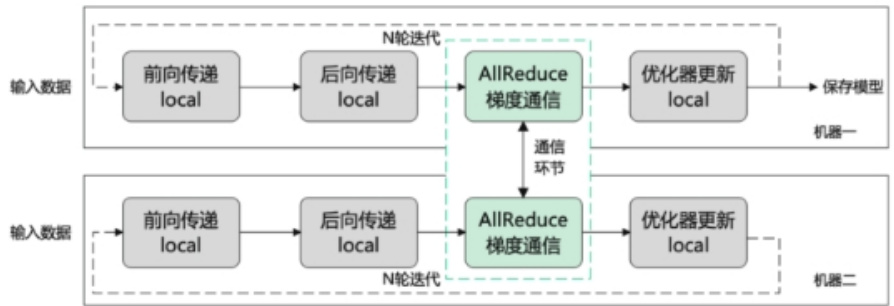 N轮迭代
输入数据
前向传递
local
后向传递
local
AllReduce
梯度通信
优化器更新
local
保存模型
机器一
通信
环节
输入数据
前向传递
local
后向传递
local
AllReduce
梯度通信
优化器更新
local
N轮迭代
机器二